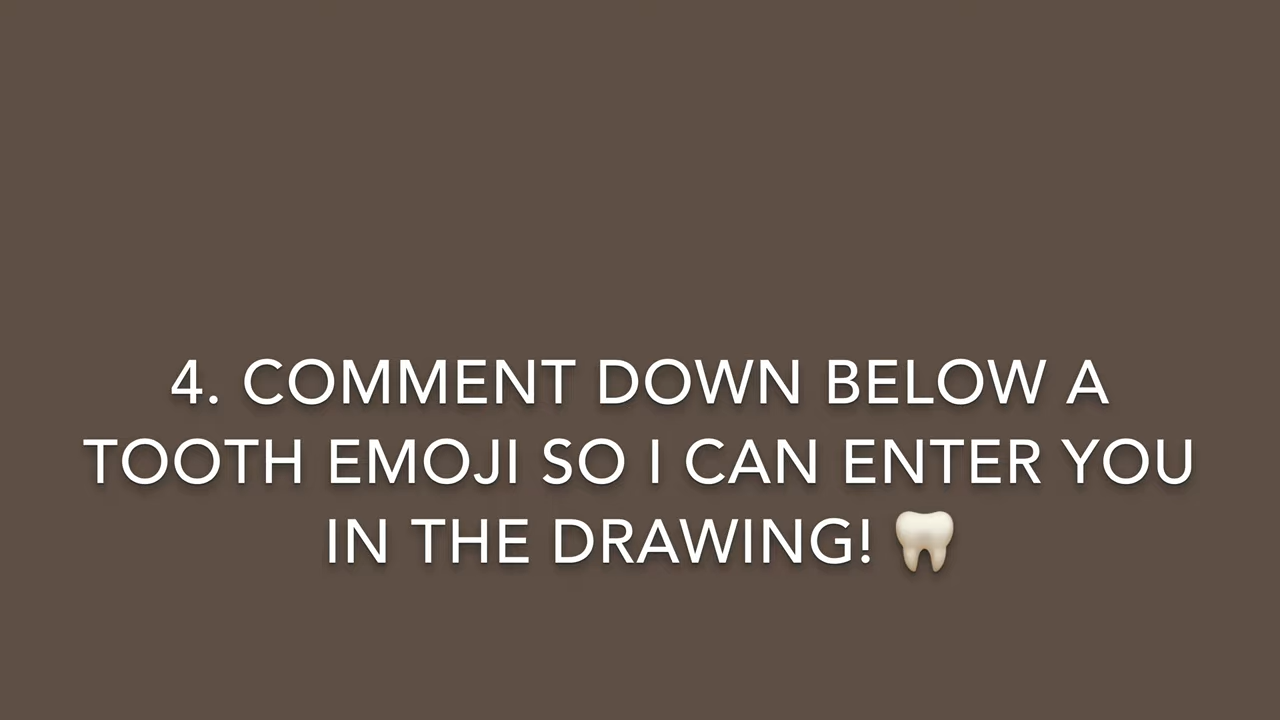 4. COMMENT DOWN BELOW A
TOOTH EMOJI SO I CAN ENTER YOU
IN THE DRAWING! 🦷